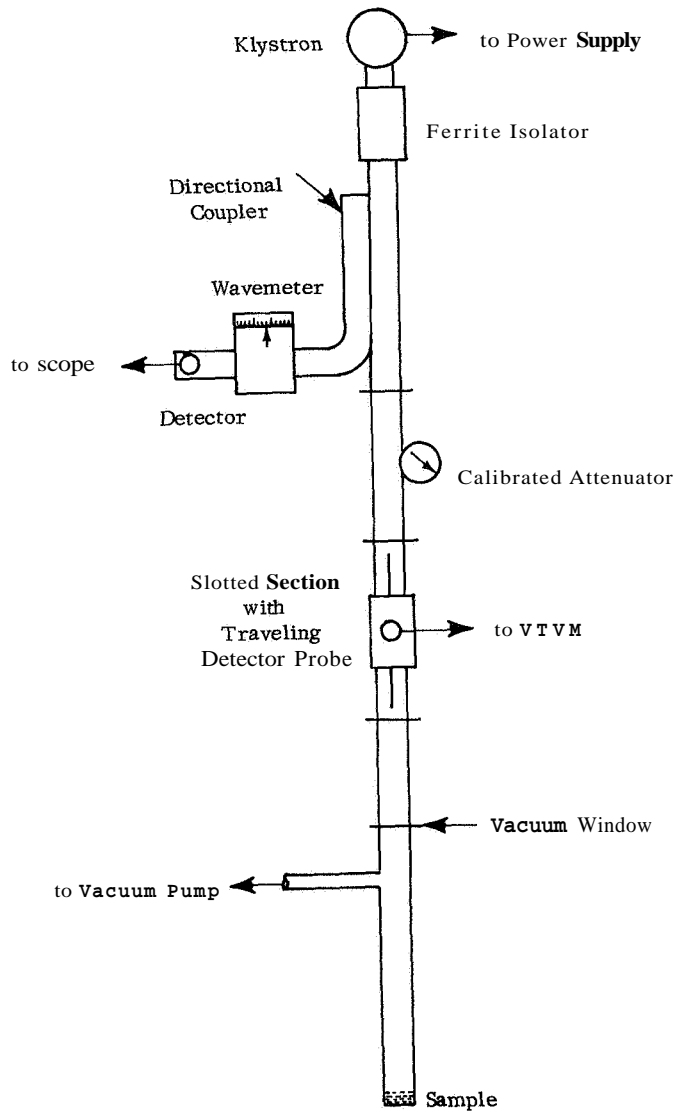 Klystron
to Power Supply
Ferrite Isolator
Directional
Coupler
Wavemeter
to scope
Detector
Calibrated Attenuator
Slotted Section
with
Traveling
Detector Probe
to VTVM
Vacuum Window
to Vacuum Pump
Sample